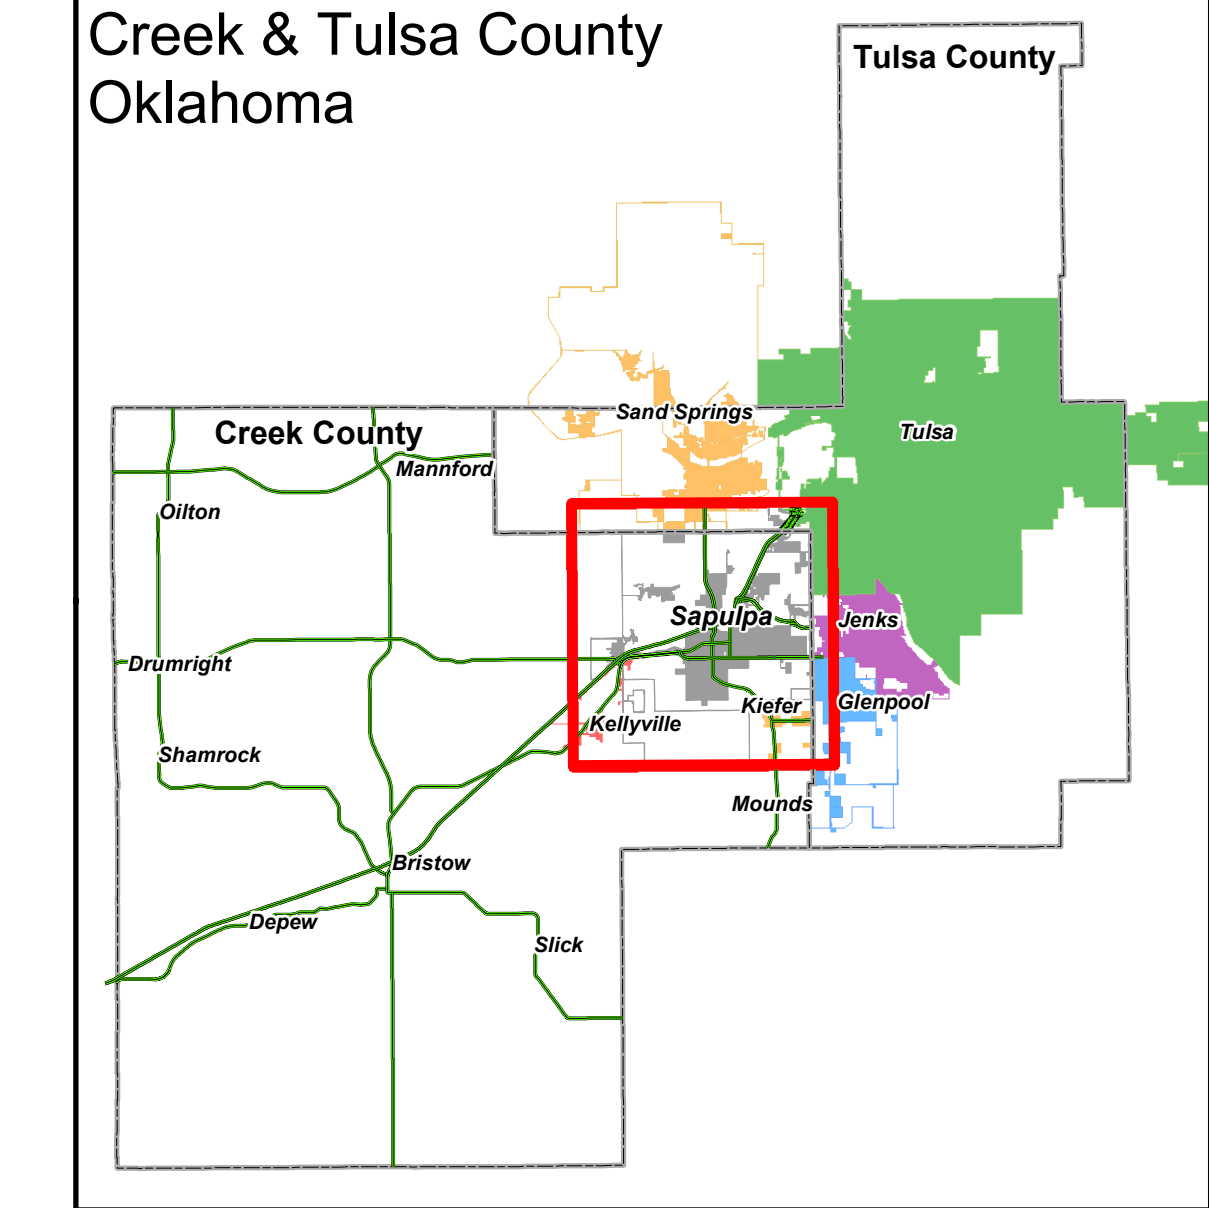 Creek & Tulsa County
Oklahoma
Tulsa County
Sand Springs
Creek County
Tulsa
Mannford
Oilton
Sapulpa
Jenks
Drumright
Kiefer
Glenpool
Kellyville
Shamrock
Mounds
Bristow
Depew
Slick